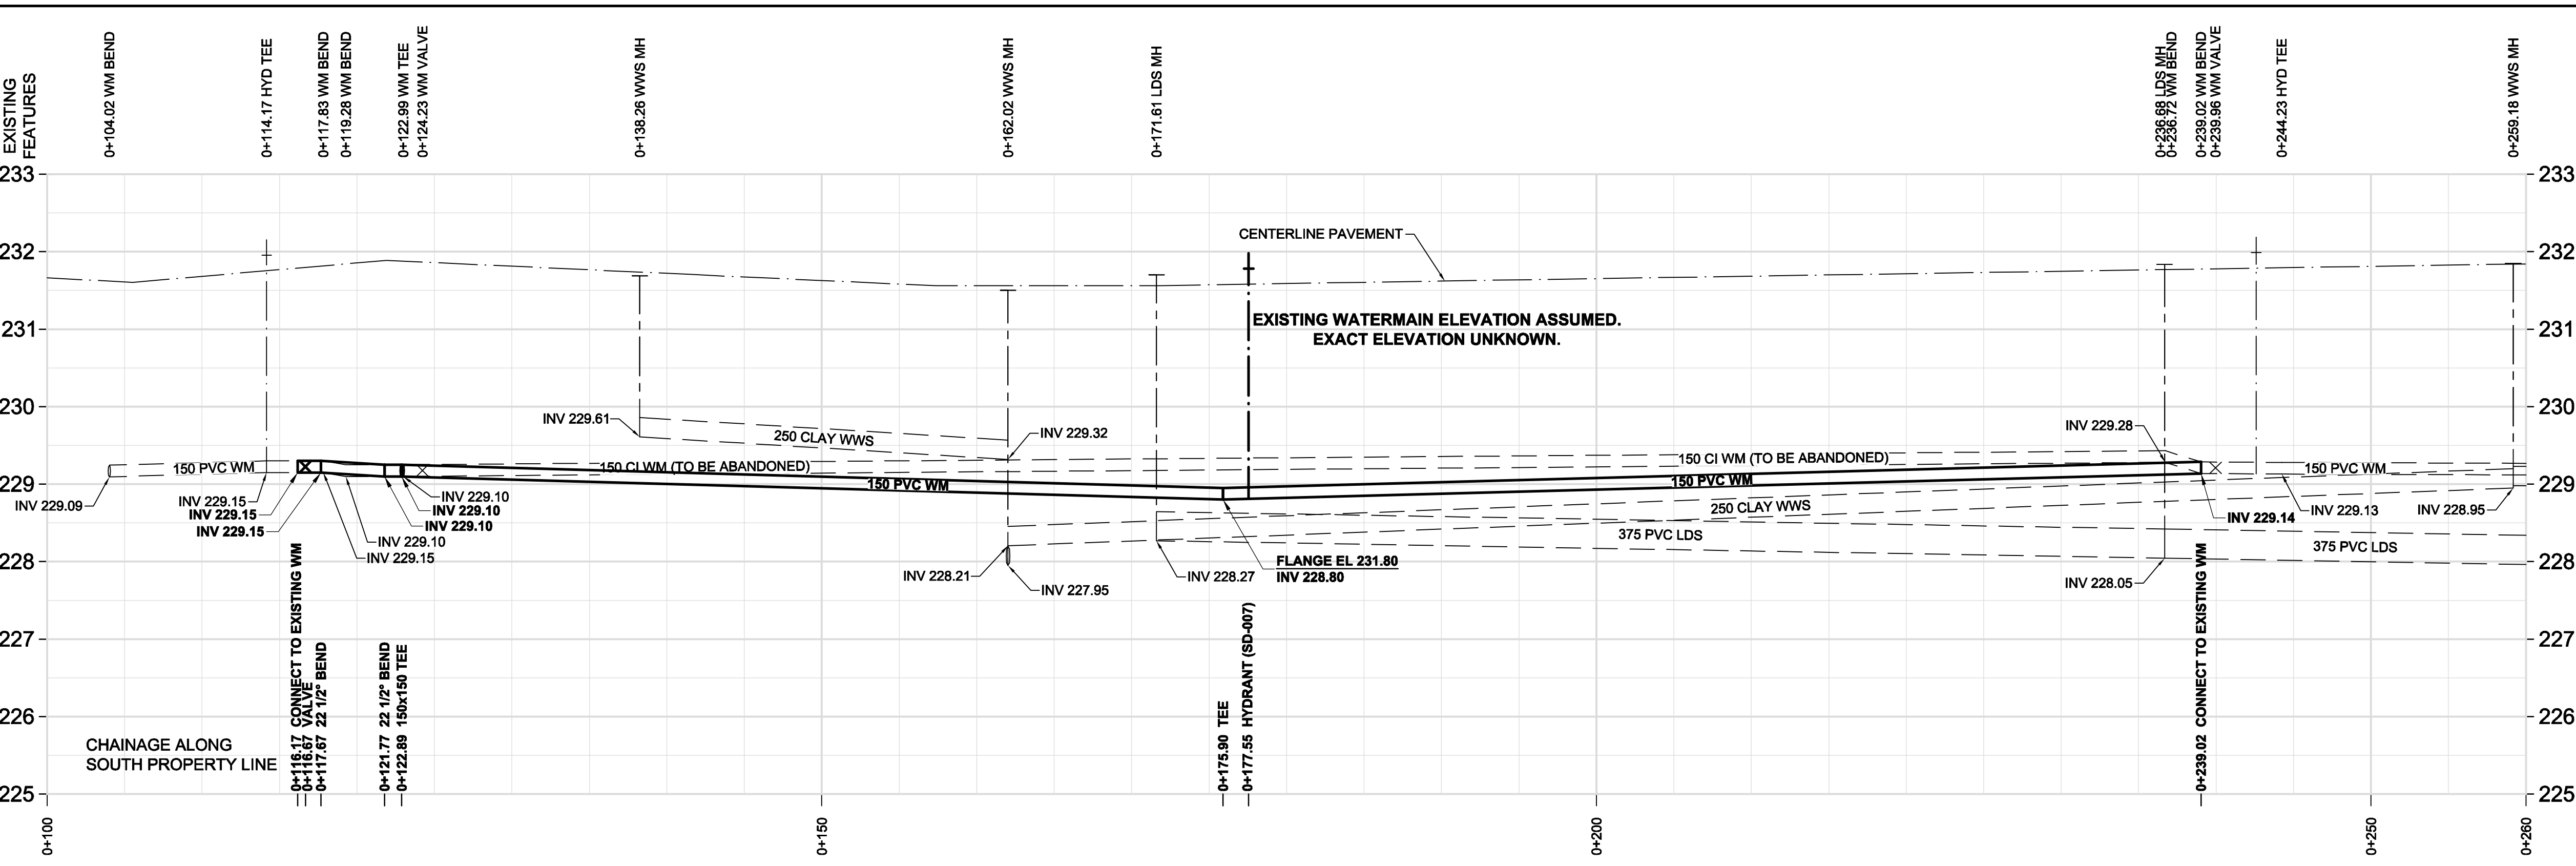 EXISTING
FEATURES
0+104.02 WM BEND
0+114.17 HYD TEE
0+117.83 WM BEND
0+119.28 WM BEND
0+122.99 WM TEE
0+124.23 WM VALVE
0+138.26 WWS MH
0+162.02 WWS MH
0+171.61 LDS MH
0+236.68 LDS MH
0+236.72 WM BEND
0+239.02 WM BEND
0+239.96 WM VALVE
0+244.23 HYD TEE
0+259.18 WWS MH
233
233
232
232
CENTERLINE PAVEMENT
231
231
EXISTING WATERMAIN ELEVATION ASSUMED.
EXACT ELEVATION UNKNOWN.
230
230
INV 229.61
250 CLAY WWS
INV 229.32
INV 229.28
150 PVC WM
150 CI WM (TO BE ABANDONED)
150 CI WM (TO BE ABANDONED)
150 PVC WM
229
229
150 PVC WM
150 PVC WM
INV 229.09
INV 229.15
INV 229.15
INV 229.15
INV 229.10
INV 229.10
INV 229.10
INV 229.10
INV 229.15
250 CLAY WWS
INV 229.14
INV 229.13
INV 228.95
375 PVC LDS
375 PVC LDS
228
228
INV 228.21
INV 227.95
INV 228.27
FLANGE EL 231.80
INV 228.80
INV 228.05
227
227
226
226
0+116.17 CONNECT TO EXISTING WM
0+116.67 VALVE
0+117.67 22 1/2° BEND
0+121.77 22 1/2° BEND
0+122.89 150x150 TEE
0+175.90 TEE
0+177.55 HYDRANT (SD-007)
0+239.02 CONNECT TO EXISTING WM
CHAINAGE ALONG
SOUTH PROPERTY LINE
225
225
0+100
0+150
0+200
0+250
0+260